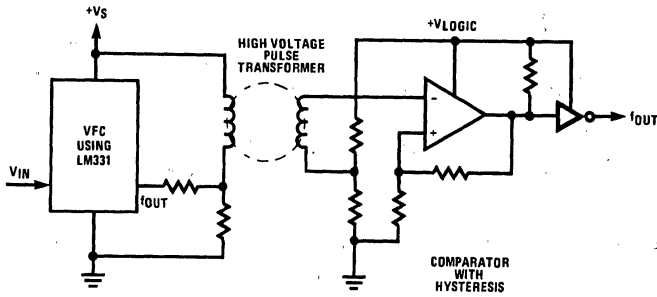 +VS
HIGH VOLTAGE
PULSE
TRANSFORMER
+VLOGIC
VFC
USING
LM331
VIN
fOUT
-
+
fOUT
COMPARATOR
WITH
HYSTERESIS